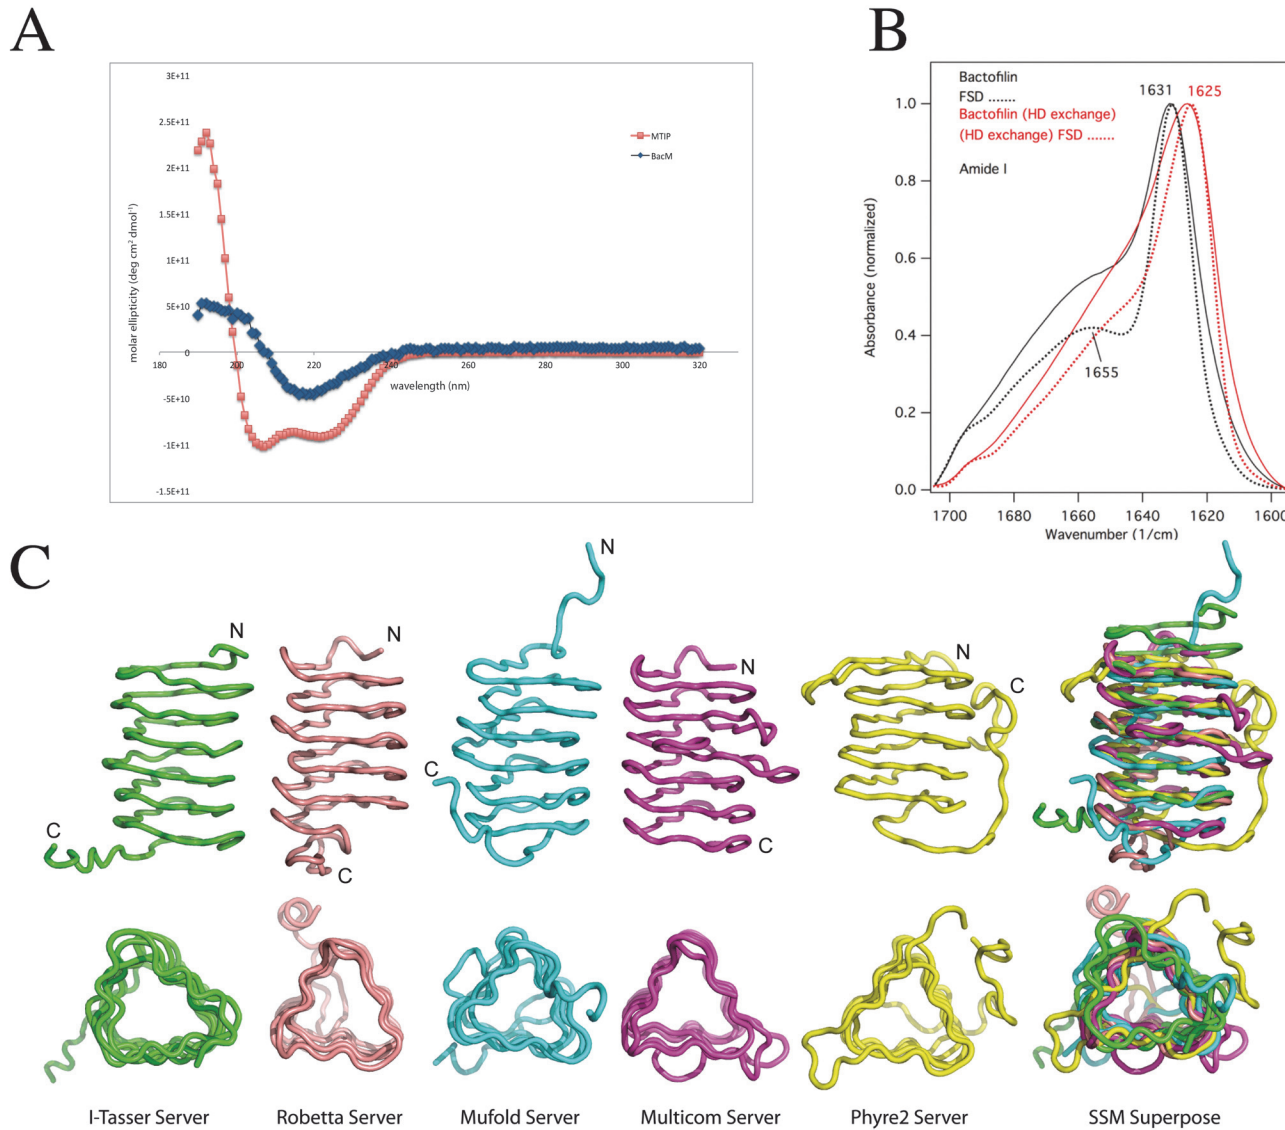 A
B
3E+11
2.5E+11
2E+11
1.5E+11
1E+11
5E+10
0
-5E+10
-1E+11
-1.5E+11
molar ellipticity (deg cm² dmol⁻¹)
180
200
220
240
260
280
300
320
wavelength (nm)
MTIP
BacM
Bactofilin
FSD ......
Bactofilin (HD exchange)
(HD exchange) FSD ......
Amide I
1631
1625
1655
1.0
0.8
0.6
0.4
0.2
0.0
Absorbance (normalized)
1700
1680
1660
1640
1620
1600
Wavenumber (1/cm)
C
N
C
N
C
N
C
N
C
N
C
I-Tasser Server
Robetta Server
Mufold Server
Multicom Server
Phyre2 Server
SSM Superpose